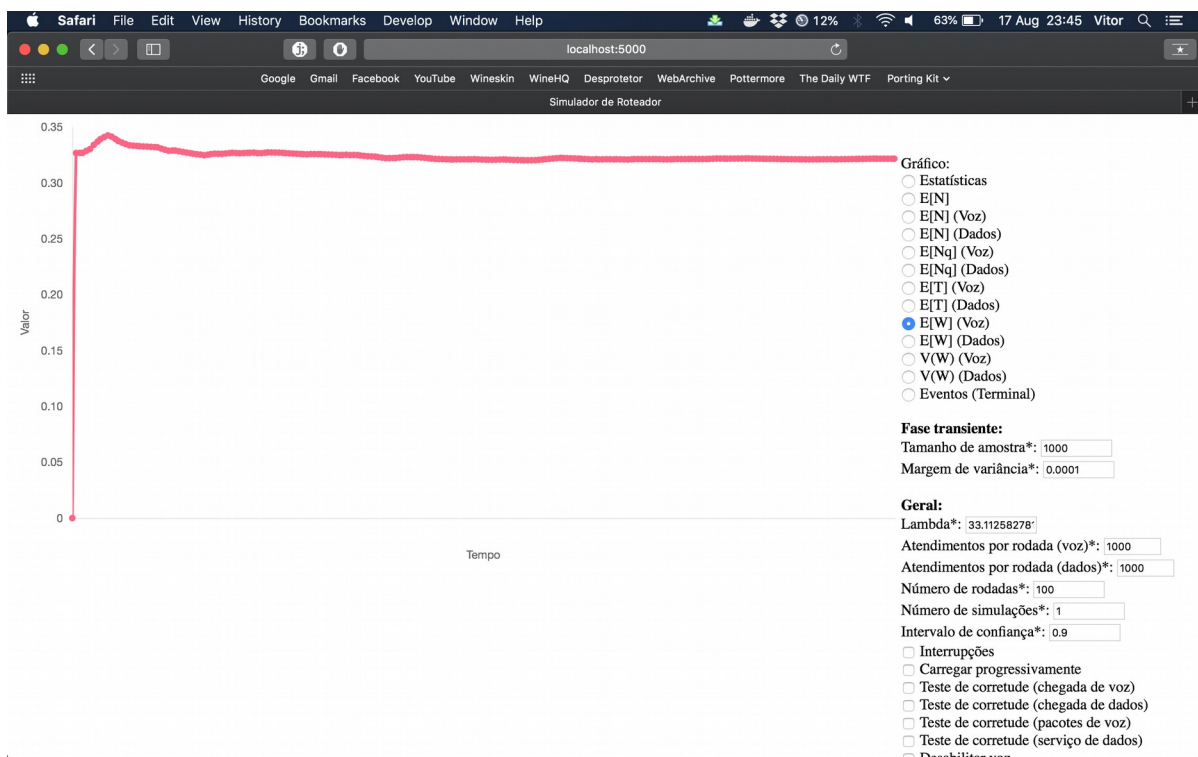 Safari File Edit View History Bookmarks Develop Window Help 12% 63% 17 Aug 23:45 Vitor
localhost:5000
Google Gmail Facebook YouTube Wineskin WineHQ Desprotetor WebArchive Pottermore The Daily WTF Porting Kit
Simulador de Roteador
0.35
0.30
0.25
0.20
0.15
0.10
0.05
0
Valor
Tempo
Gráfico:
Estatísticas
E[N]
E[N] (Voz)
E[N] (Dados)
E[Nq] (Voz)
E[Nq] (Dados)
E[T] (Voz)
E[T] (Dados)
E[W] (Voz)
E[W] (Dados)
V(W) (Voz)
V(W) (Dados)
Eventos (Terminal)
Fase transiente:
Tamanho de amostra*: 1000
Margem de variância*: 0.0001
Geral:
Lambda*: 33.11258278
Atendimentos por rodada (voz)*: 1000
Atendimentos por rodada (dados)*: 1000
Número de rodadas*: 100
Número de simulações*: 1
Intervalo de confiança*: 0.9
Interrupções
Carregar progressivamente
Teste de corretude (chegada de voz)
Teste de corretude (chegada de dados)
Teste de corretude (pacotes de voz)
Teste de corretude (serviço de dados)